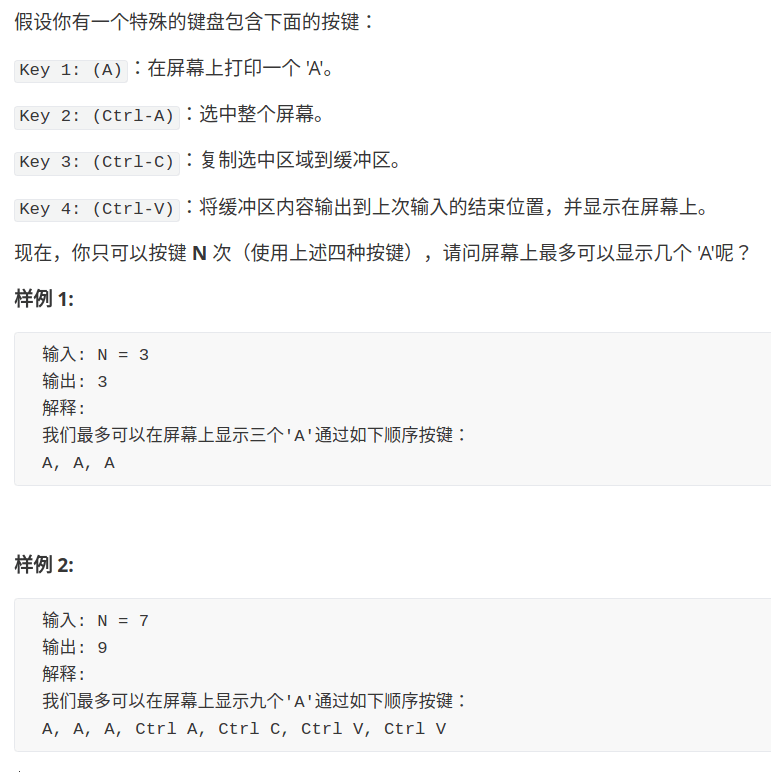 假设你有一个特殊的键盘包含下面的按键：
Key 1: (A)：在屏幕上打印一个 'A'。
Key 2: (Ctrl-A)：选中整个屏幕。
Key 3: (Ctrl-C)：复制选中区域到缓冲区。
Key 4: (Ctrl-V)：将缓冲区内容输出到上次输入的结束位置，并显示在屏幕上。
现在，你只可以按键 N 次（使用上述四种按键），请问屏幕上最多可以显示几个 'A'呢？
样例 1:
输入: N = 3
输出: 3
解释:
我们最多可以在屏幕上显示三个'A'通过如下顺序按键：
A, A, A
样例 2:
输入: N = 7
输出: 9
解释:
我们最多可以在屏幕上显示九个'A'通过如下顺序按键：
A, A, A, Ctrl A, Ctrl C, Ctrl V, Ctrl V